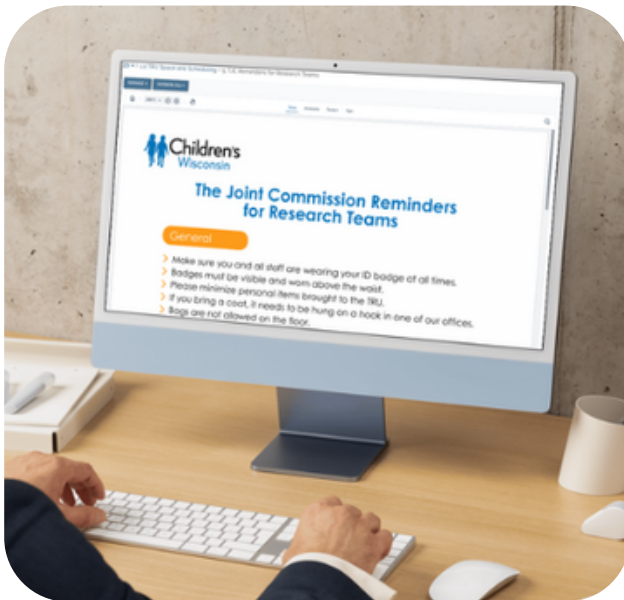 Children's
Wisconsin
The Joint Commission Reminders
for Research Teams
General
Make sure you and all staff are wearing your ID badge at all times.
Badges must be visible and worn above the waist.
Please minimize personal items brought to the TRU.
If you bring a coat, it needs to be hung on a hook in one of our offices.
Bags are not allowed on the floor.